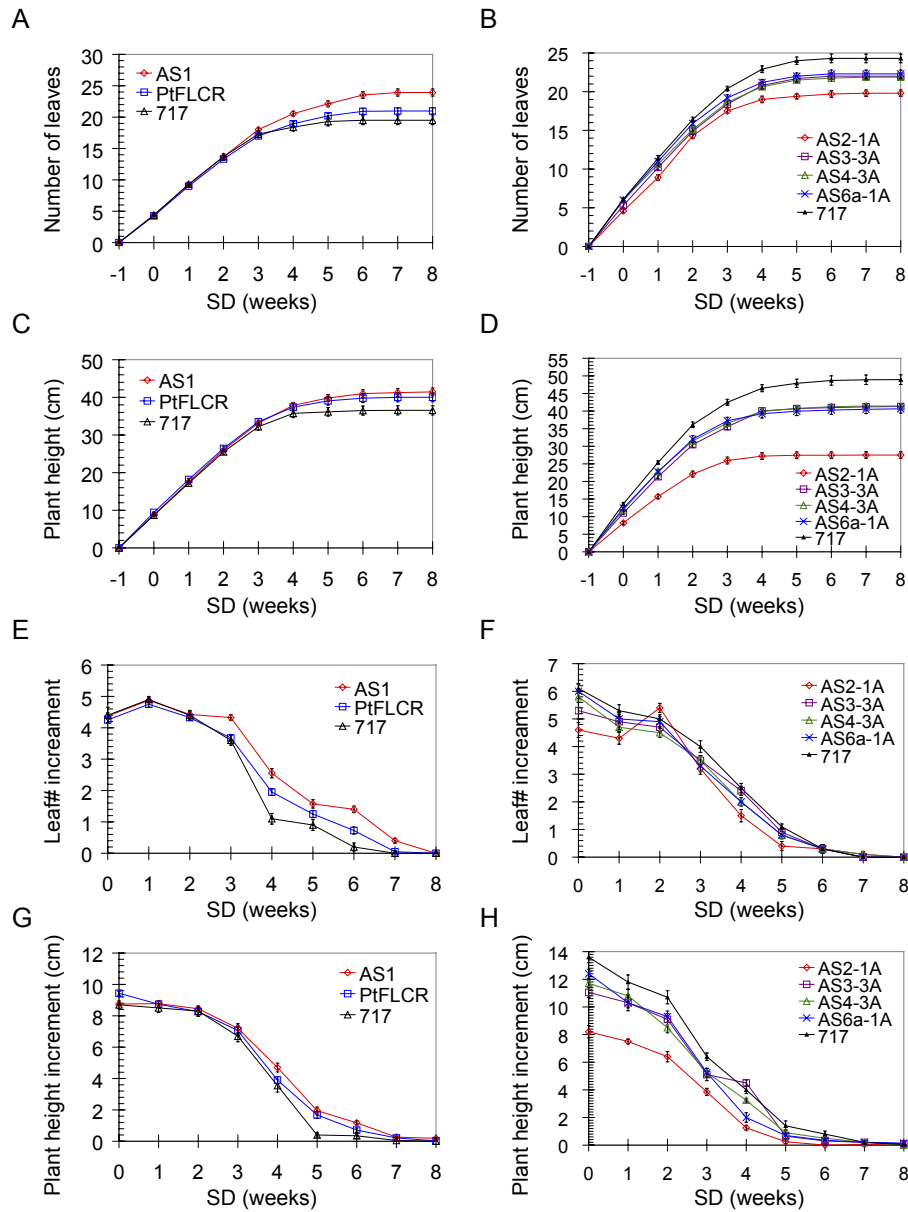 A
Number of leaves
30
25
20
15
10
5
0
AS1
PtFLCR
717
-1 0 1 2 3 4 5 6 7 8
SD (weeks)
B
Number of leaves
25
20
15
10
5
0
AS2-1A
AS3-3A
AS4-3A
AS6a-1A
717
-1 0 1 2 3 4 5 6 7 8
SD (weeks)
C
Plant height (cm)
50
40
30
20
10
0
AS1
PtFLCR
717
-1 0 1 2 3 4 5 6 7 8
SD (weeks)
D
Plant height (cm)
55
50
45
40
35
30
25
20
15
10
5
0
AS2-1A
AS3-3A
AS4-3A
AS6a-1A
717
-1 0 1 2 3 4 5 6 7 8
SD (weeks)
E
Leaf# increament
6
5
4
3
2
1
0
AS1
PtFLCR
717
0 1 2 3 4 5 6 7 8
SD (weeks)
F
Leaf# increament
7
6
5
4
3
2
1
0
AS2-1A
AS3-3A
AS4-3A
AS6a-1A
717
0 1 2 3 4 5 6 7 8
SD (weeks)
G
Plant height increment (cm)
12
10
8
6
4
2
0
AS1
PtFLCR
717
0 1 2 3 4 5 6 7 8
SD (weeks)
H
Plant height increment (cm)
14
12
10
8
6
4
2
0
AS2-1A
AS3-3A
AS4-3A
AS6a-1A
717
0 1 2 3 4 5 6 7 8
SD (weeks)